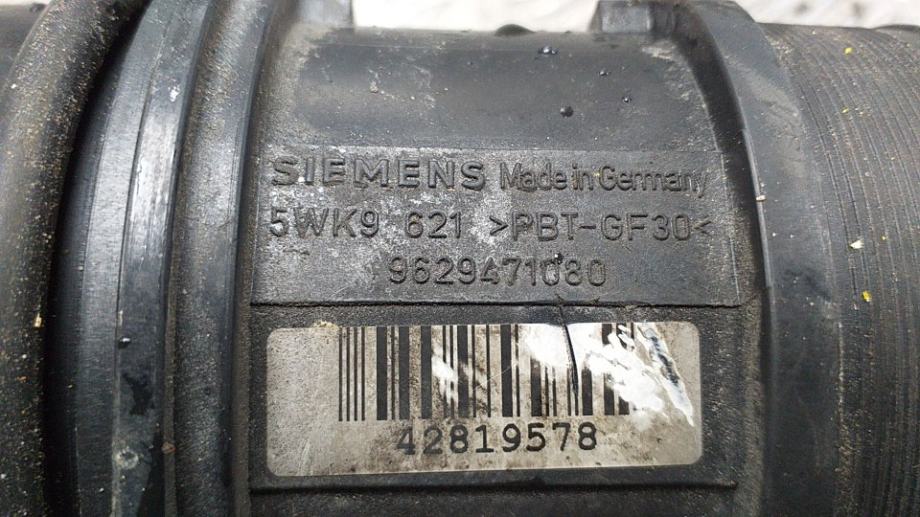 SIEMENS Made in Germany
5WK9 621 >PBT-GF30<
9629471080
42819578